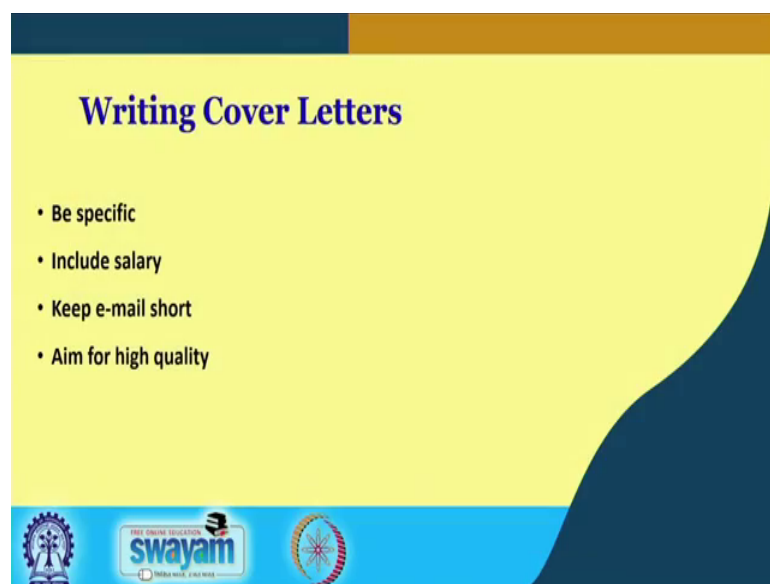 Writing Cover Letters
• Be specific
• Include salary
• Keep e-mail short
• Aim for high quality
FREE ONLINE EDUCATION
swayam